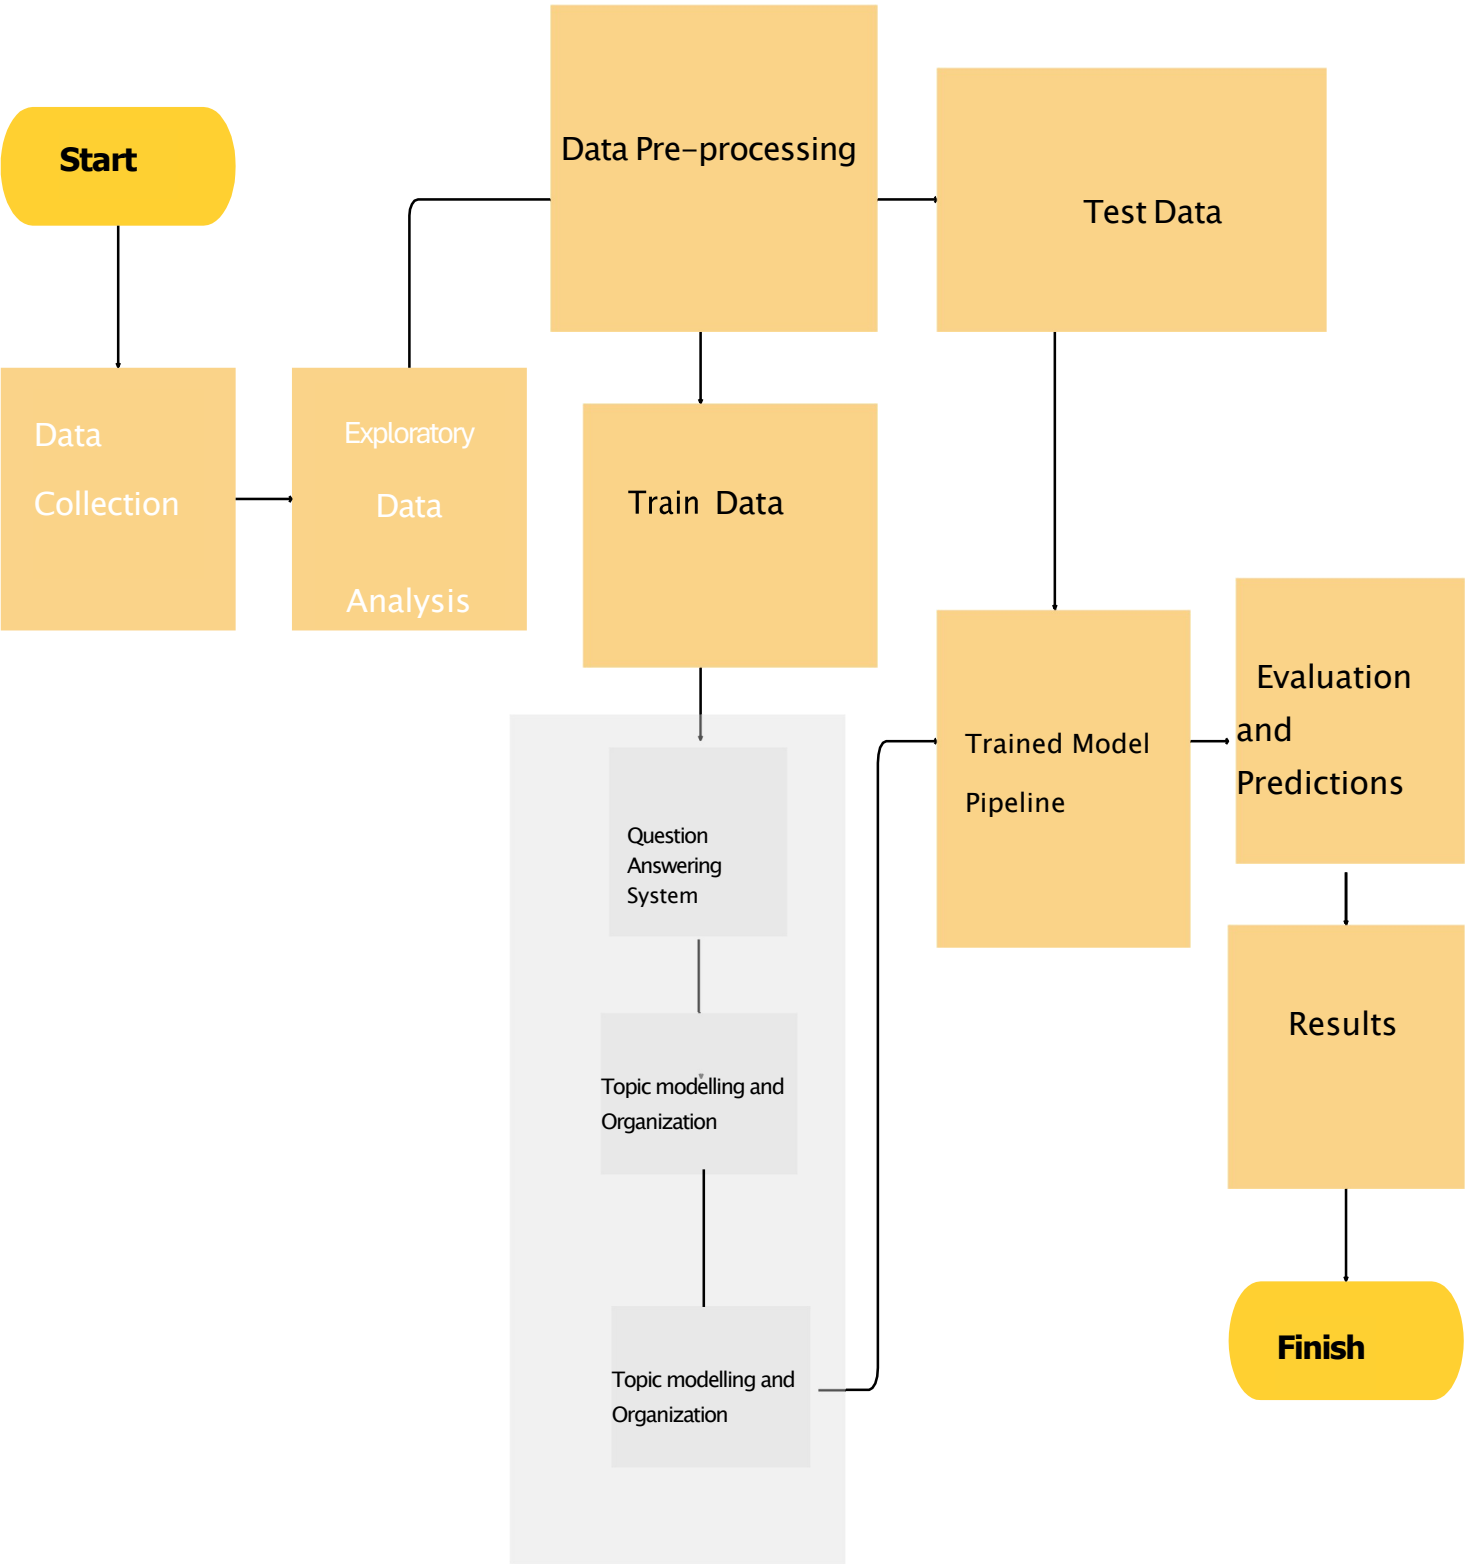 Start
Data
Collection
Exploratory
Data
Analysis
Data Pre-processing
Test Data
Train Data
Question
Answering
System
Topic modelling and
Organization
Topic modelling and
Organization
Trained Model
Pipeline
Evaluation
and
Predictions
Results
Finish